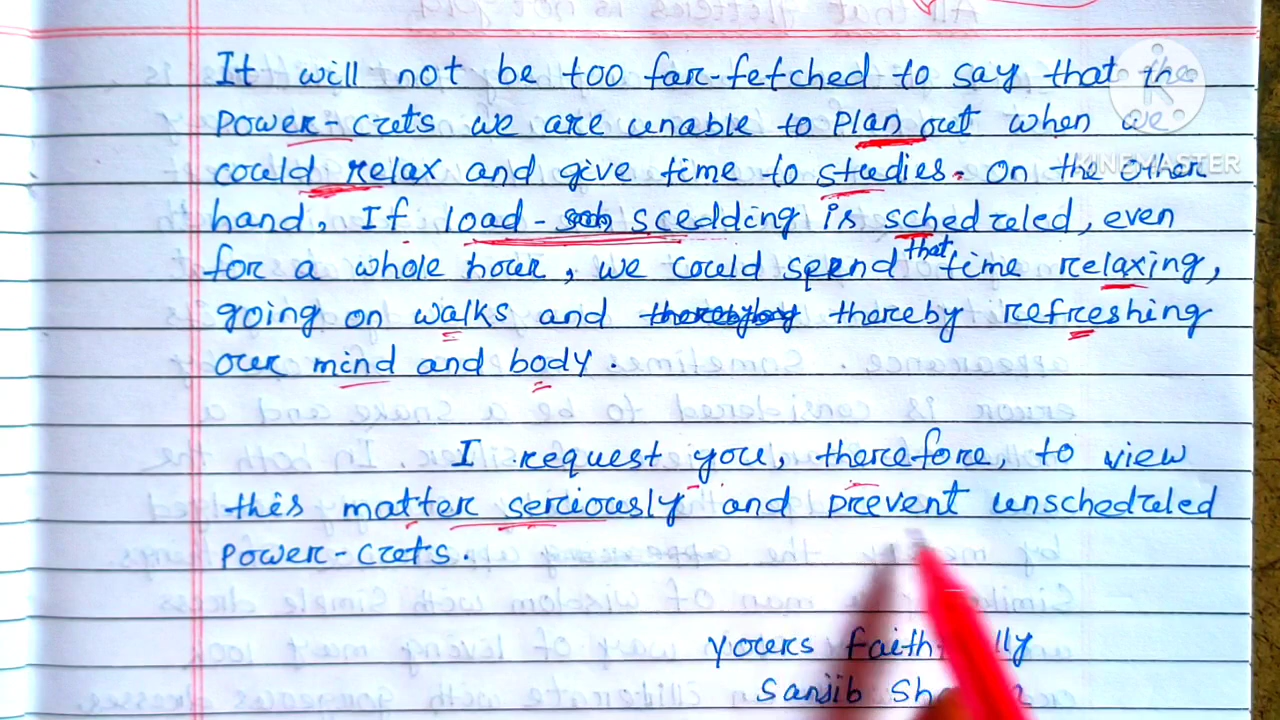 It will not be too far-fetched to say that in the
power-cuts we are unable to plan out when we
could relax and give time to studies. On the other
hand, If load- scedding is scheduled, even
for a whole hour, we could spend that time relaxing,
going on walks and thereby refreshing
our mind and body.
I request you, therefore, to view
this matter seriously and prevent unscheduled
power-cuts.
yours
Sanjib
KINEMASTER